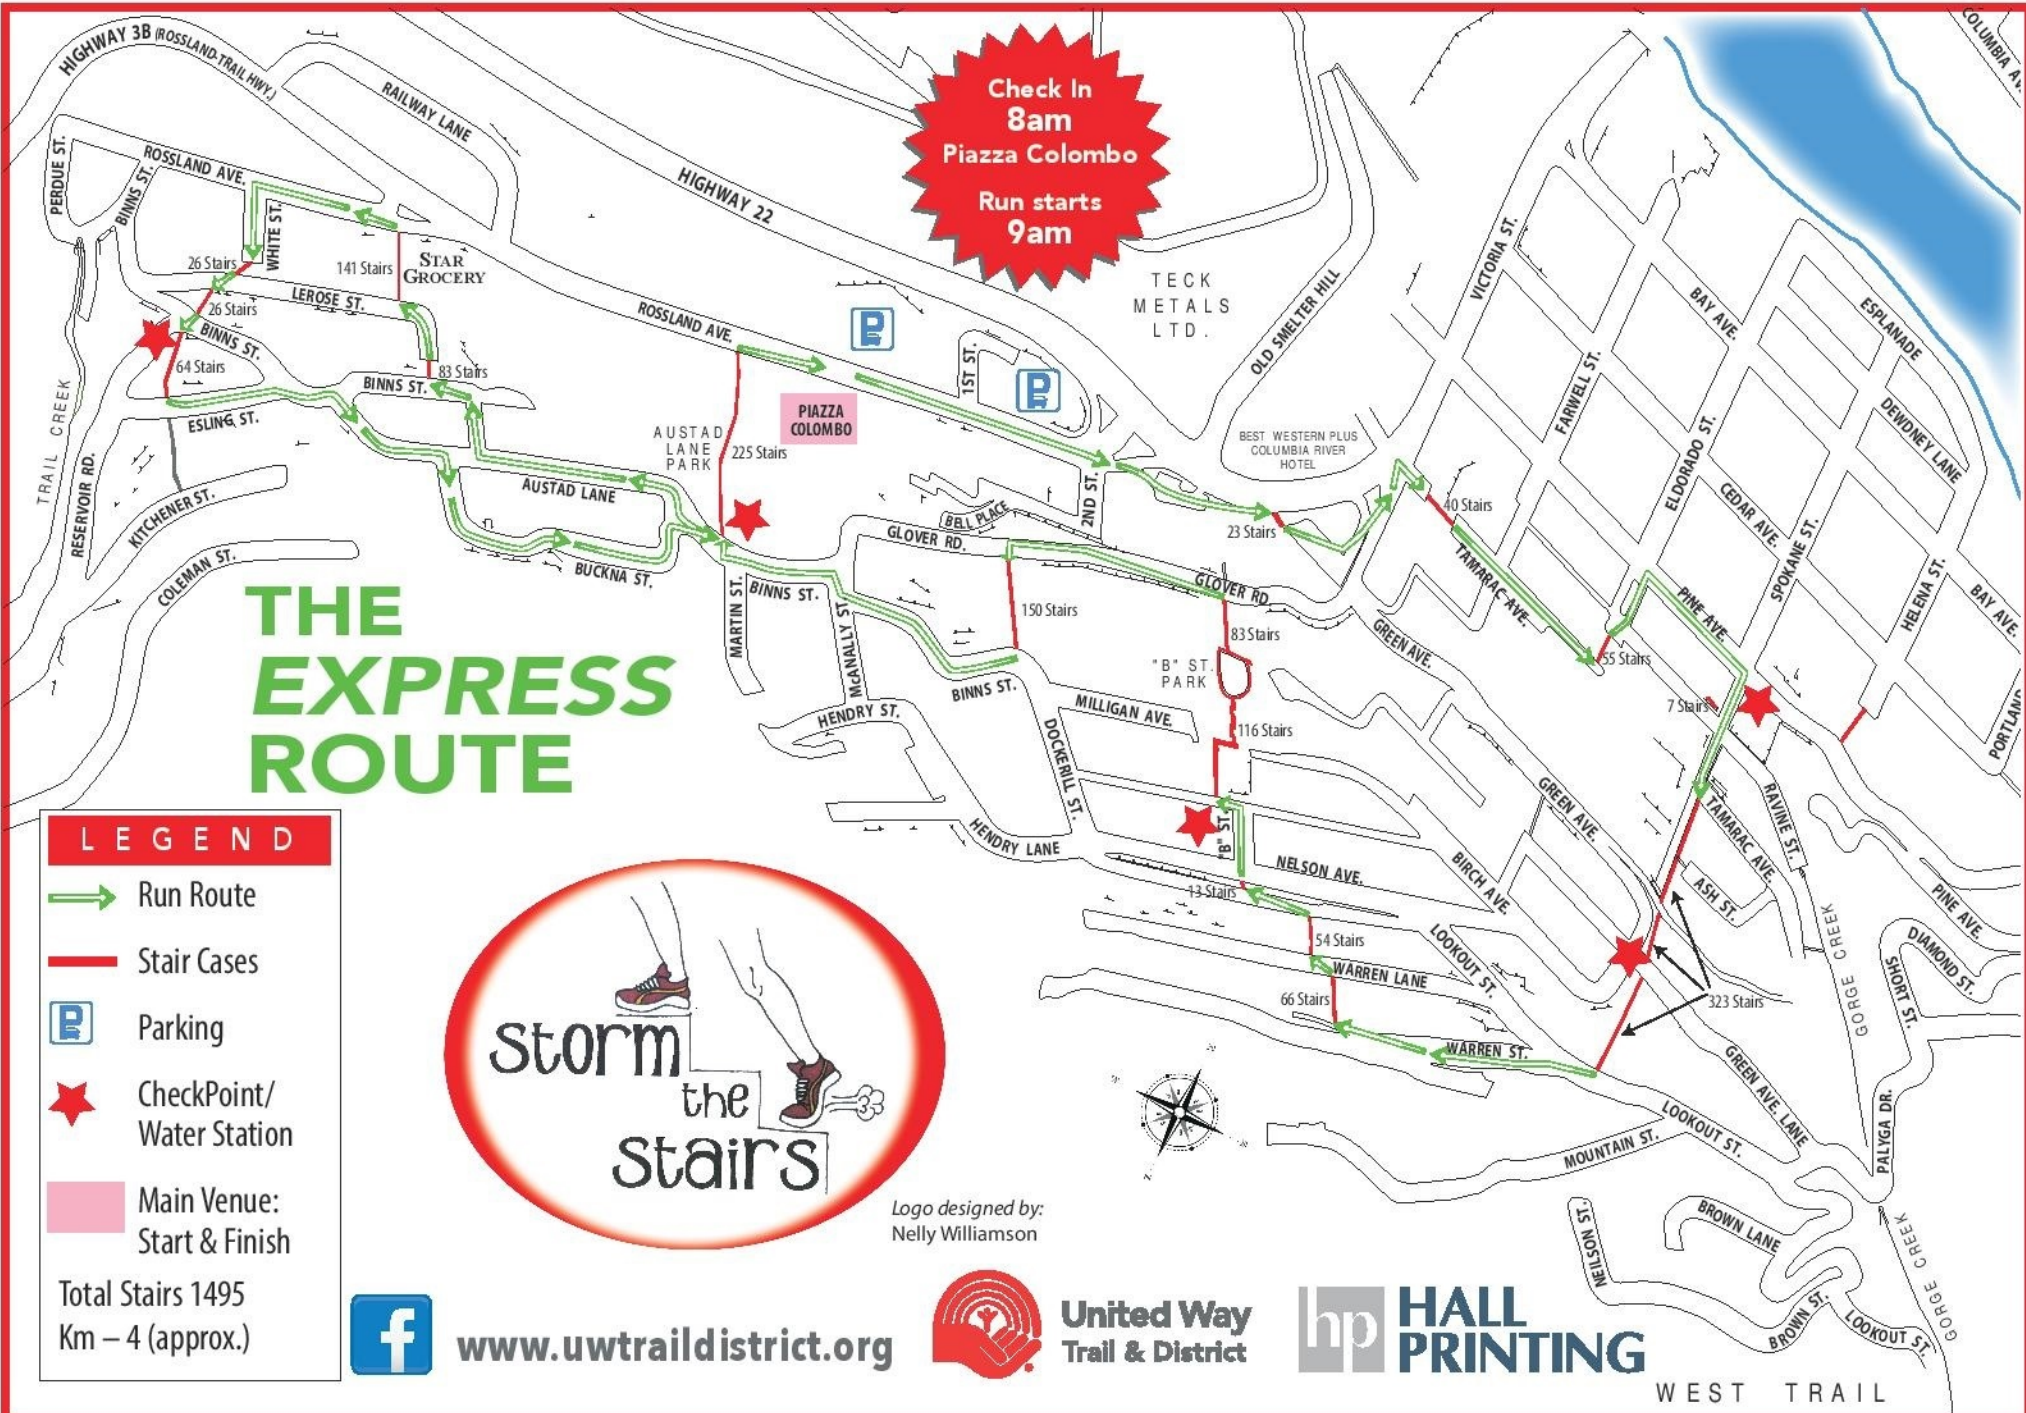 HIGHWAY 3B (ROSSLAND-TRAIL HWY.)
RAILWAY LANE
HIGHWAY 22
COLUMBIA AV.
Check In
8am
Piazza Colombo
Run starts
9am
PERDUE ST.
ROSSLAND AVE.
BINNS ST.
WHITE ST.
26 Stairs
141 Stairs
STAR
GROCERY
LEROSE ST.
26 Stairs
BINNS ST.
64 Stairs
BINNS ST.
83 Stairs
ESLING ST.
TRAIL CREEK
RESERVOIR RD.
KITCHENER ST.
COLEMAN ST.
ROSSLAND AVE.
PIAZZA
COLOMBO
AUSTAD
LANE
PARK
225 Stairs
AUSTAD LANE
BUCKNA ST.
1ST ST.
2ND ST.
BELL PLACE
GLOVER RD.
TECK
METALS
LTD.
OLD SMELTER HILL
BEST WESTERN PLUS
COLUMBIA RIVER
HOTEL
23 Stairs
40 Stairs
VICTORIA ST.
FARWELL ST.
BAY AVE.
ESPLANADE
DEWDNEY LANE
ELDORADO ST.
CEDAR AVE.
SPOKANE ST.
HELENA ST.
BAY AVE.
PORTLAND
TAMARAC AVE.
PINE AVE.
55 Stairs
7 Stairs
GLOVER RD.
GREEN AVE.
MARTIN ST.
BINNS ST.
McANALLY ST.
150 Stairs
83 Stairs
"B" ST.
PARK
BINNS ST.
MILLIGAN AVE.
116 Stairs
HENDRY ST.
DOCKERILL ST.
HENDRY LANE
"B" ST.
NELSON AVE.
13 Stairs
GREEN AVE.
BIRCH AVE.
TAMARAC AVE.
RAVINE ST.
ASH ST.
PINE AVE.
DIAMOND ST.
SHORT ST.
GORGE CREEK
54 Stairs
LOOKOUT ST.
WARREN LANE
66 Stairs
323 Stairs
WARREN ST.
GREEN AVE. LANE
LOOKOUT ST.
MOUNTAIN ST.
PALYGA DR.
NEILSON ST.
BROWN LANE
BROWN ST.
LOOKOUT ST.
GORGE CREEK
WEST TRAIL
THE
EXPRESS
ROUTE
LEGEND
Run Route
Stair Cases
P
Parking
CheckPoint/
Water Station
Main Venue:
Start & Finish
Total Stairs 1495
Km – 4 (approx.)
storm
the
stairs
Logo designed by:
Nelly Williamson
f
www.uwtraildistrict.org
United Way
Trail & District
hp
HALL
PRINTING
P
P